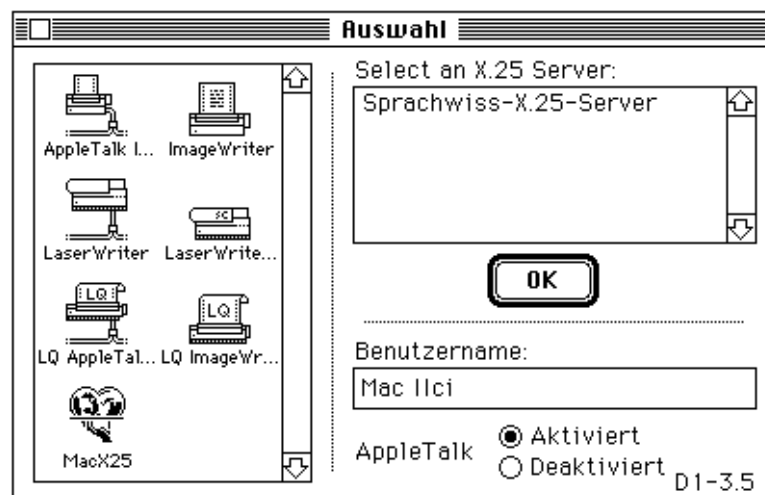 Auswahl
AppleTalk I...
ImageWriter
LaserWriter
SC
LaserWrite...
LQ
LQ AppleTal...
LQ
LQ ImageWr...
MacX25
Select an X.25 Server:
Sprachwiss-X.25-Server
OK
Benutzername:
Mac IIci
AppleTalk
Aktiviert
Deaktiviert
D1-3.5